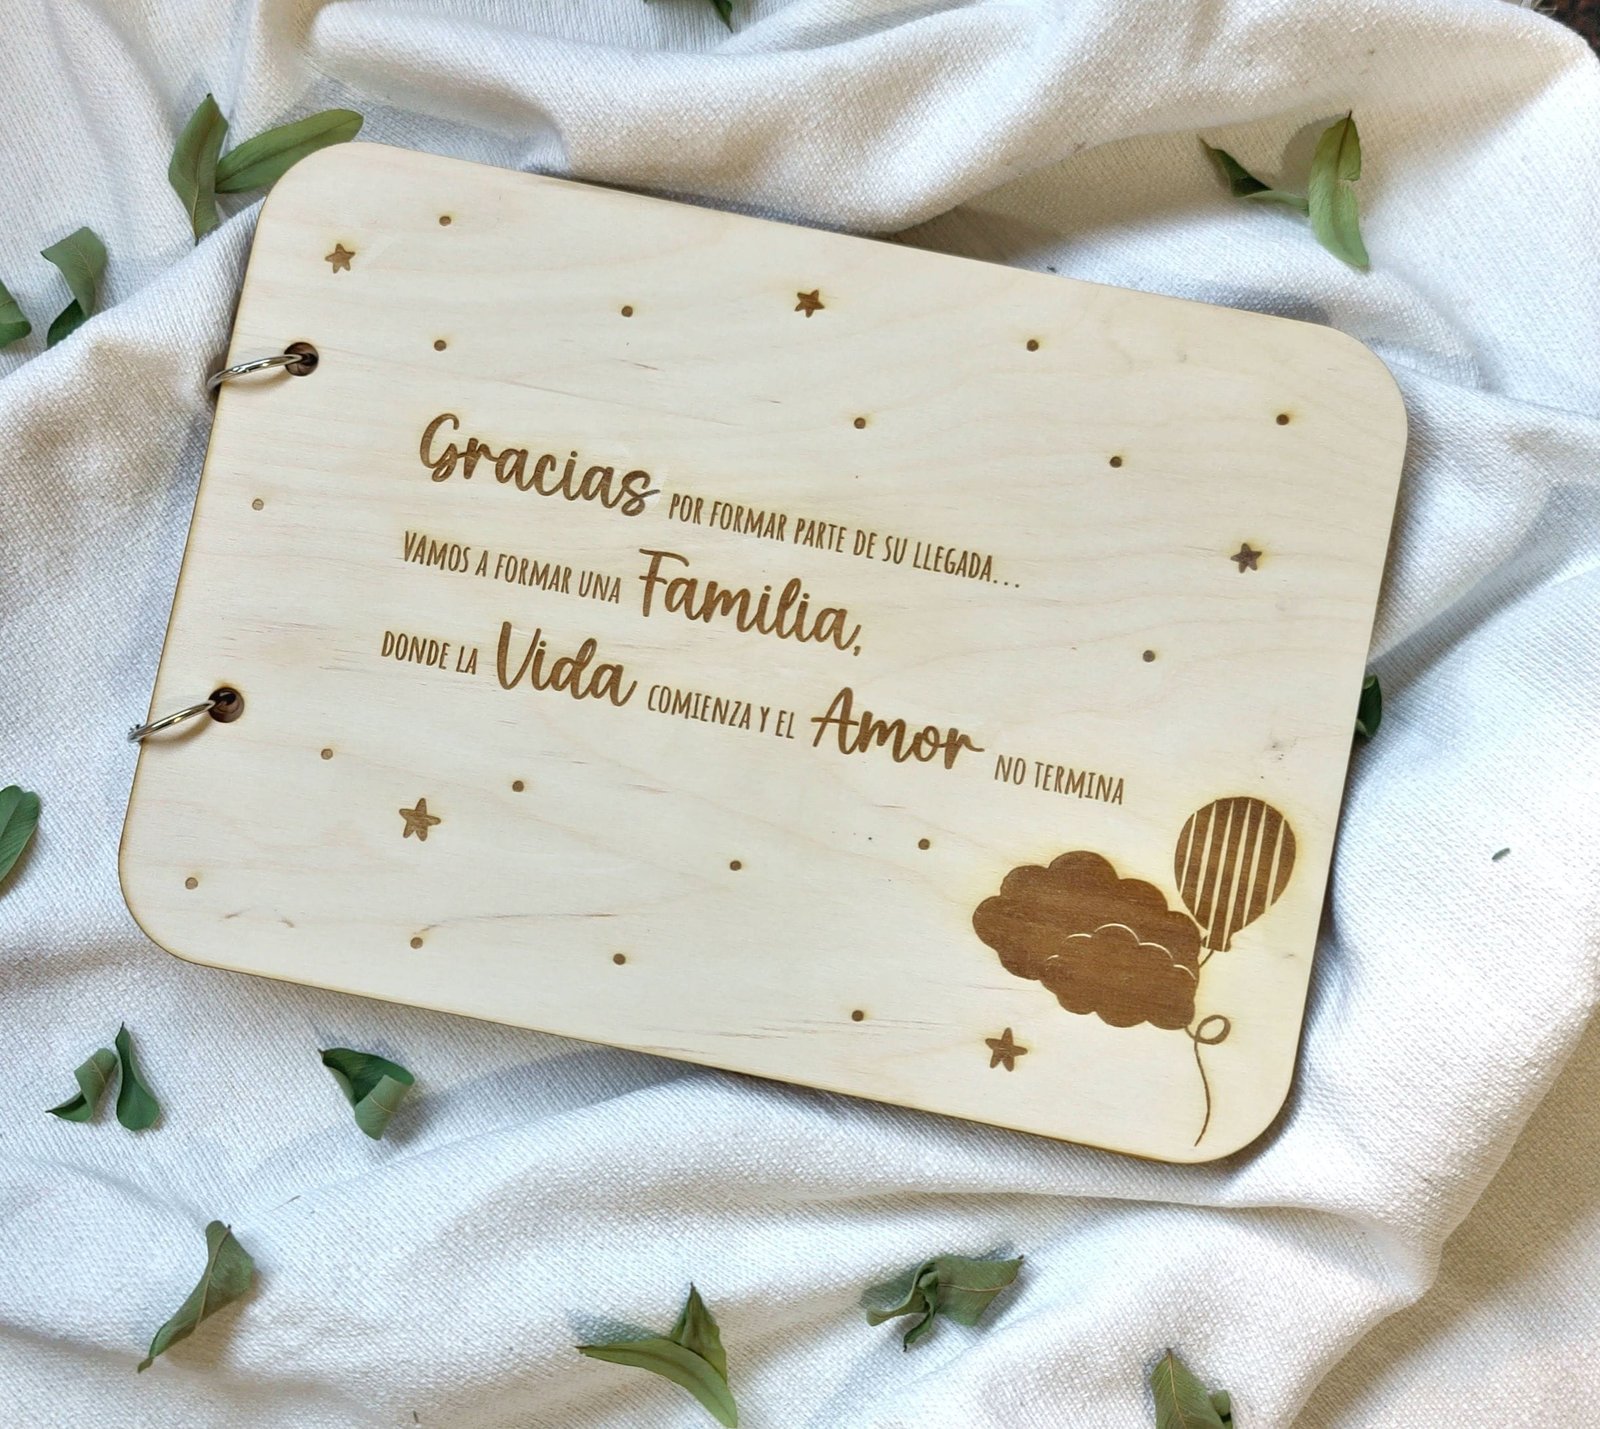 Gracias POR FORMAR PARTE DE SU LLEGADA...
VAMOS A FORMAR UNA Familia,
DONDE LA Vida COMIENZA Y EL Amor NO TERMINA